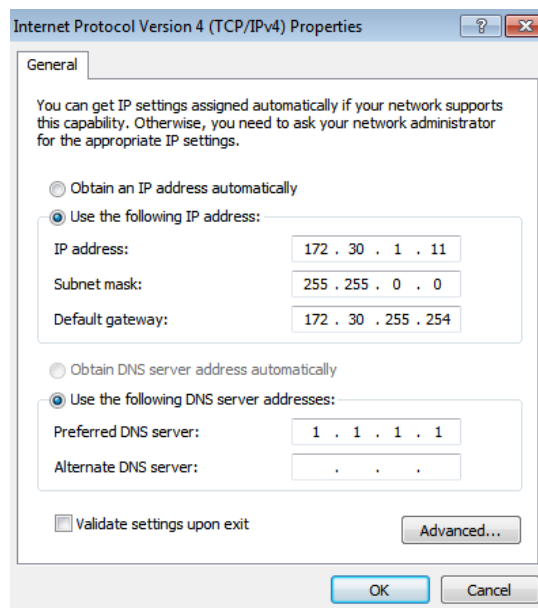 Internet Protocol Version 4 (TCP/IPv4) Properties
General
You can get IP settings assigned automatically if your network supports
this capability. Otherwise, you need to ask your network administrator
for the appropriate IP settings.
Obtain an IP address automatically
Use the following IP address:
IP address: 172 . 30 . 1 . 11
Subnet mask: 255 . 255 . 0 . 0
Default gateway: 172 . 30 . 255 . 254
Obtain DNS server address automatically
Use the following DNS server addresses:
Preferred DNS server: 1 . 1 . 1 . 1
Alternate DNS server: . . .
Validate settings upon exit
Advanced...
OK Cancel